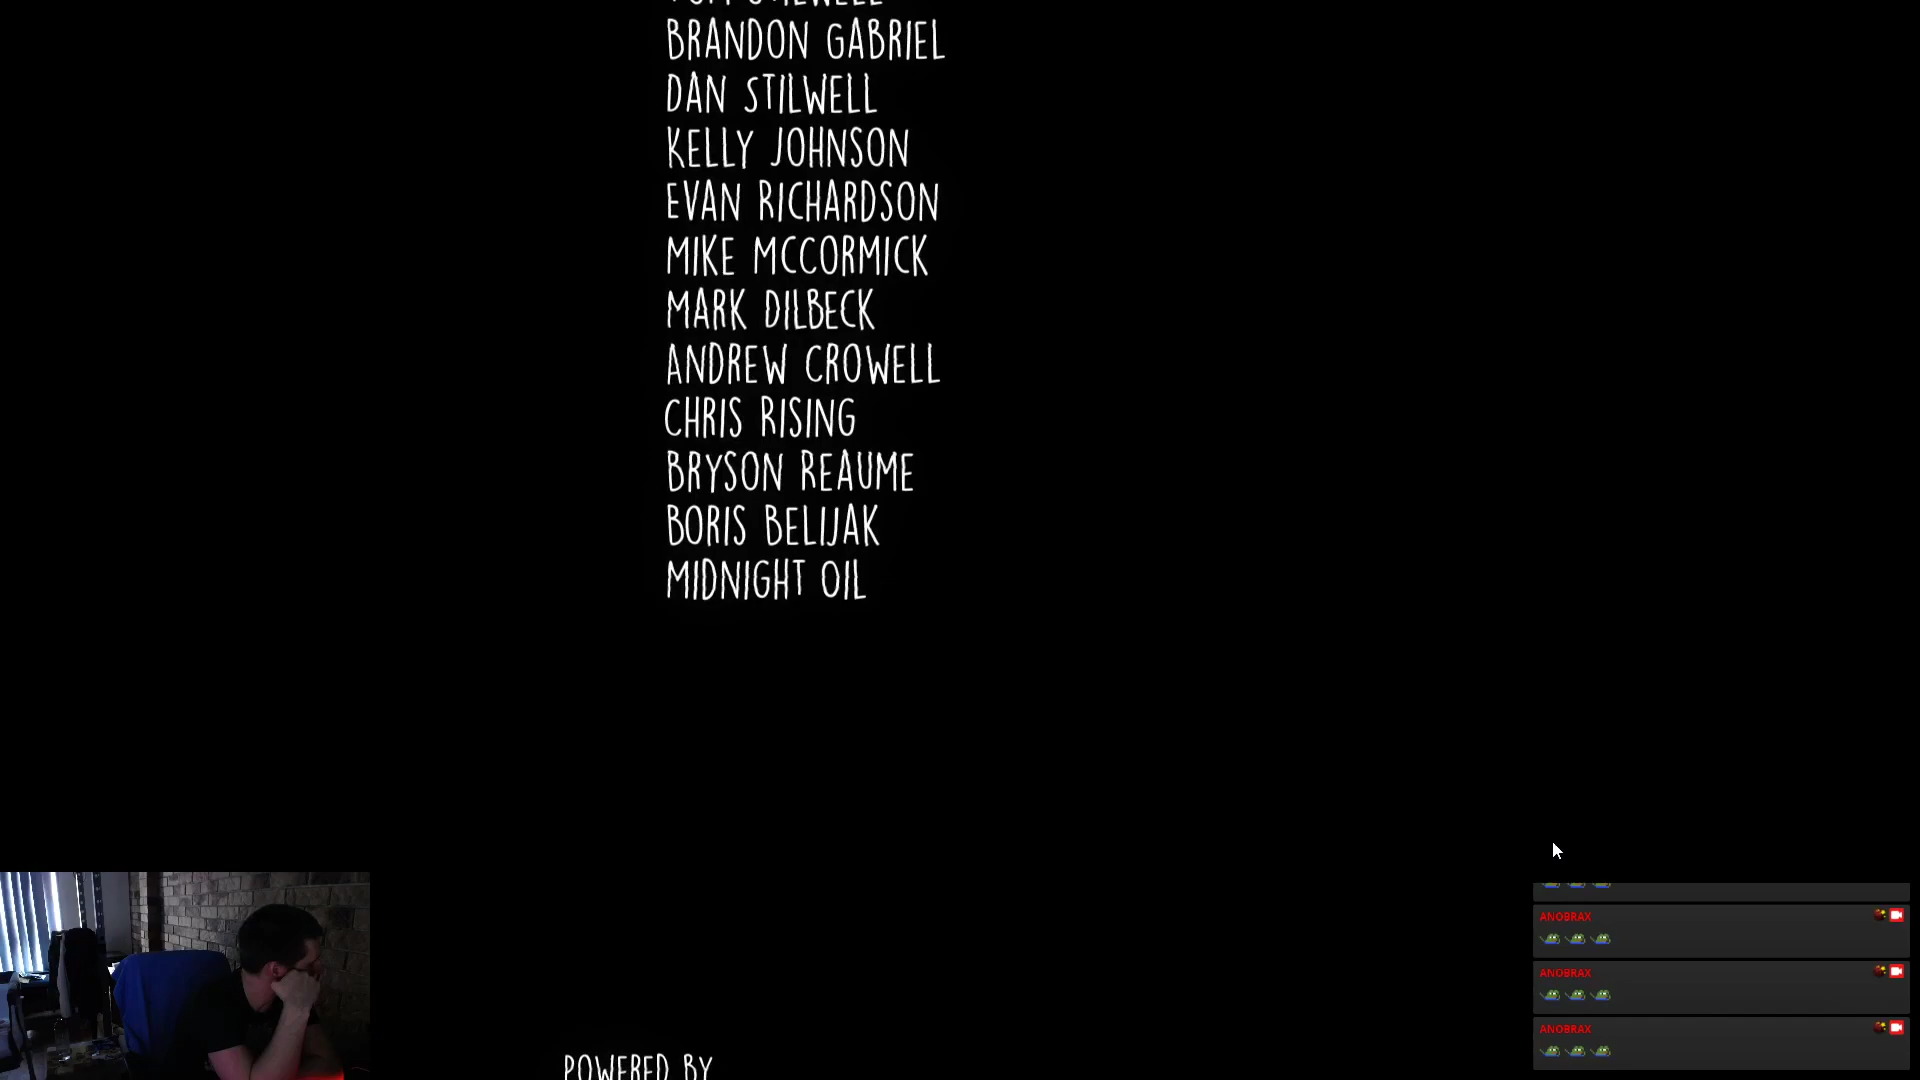 BRANDON GABRIEL
DAN STILWELL
KELLY JOHNSON
EVAN RICHARDSON
MIKE MCCORMICK
MARK DILBECK
ANDREW CROWELL
CHRIS RISING
BRYSON REAUME
BORIS BELIJAK
MIDNIGHT OIL
POWERED BY
ANOBRAX
ANOBRAX
ANOBRAX